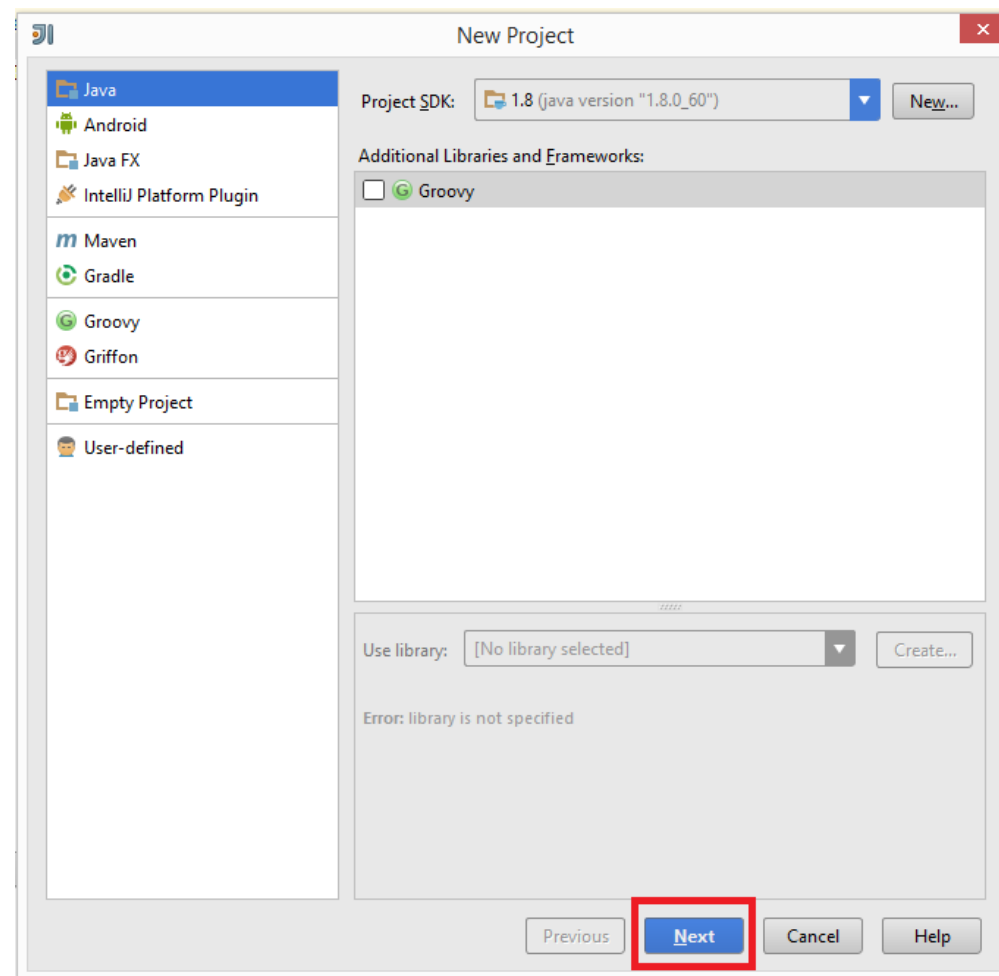 New Project
Java
Android
Java FX
IntelliJ Platform Plugin
Maven
Gradle
Groovy
Griffon
Empty Project
User-defined
Project SDK: 1.8 (java version "1.8.0_60") New...
Additional Libraries and Frameworks:
Groovy
Use library: [No library selected] Create...
Error: library is not specified
Previous Next Cancel Help